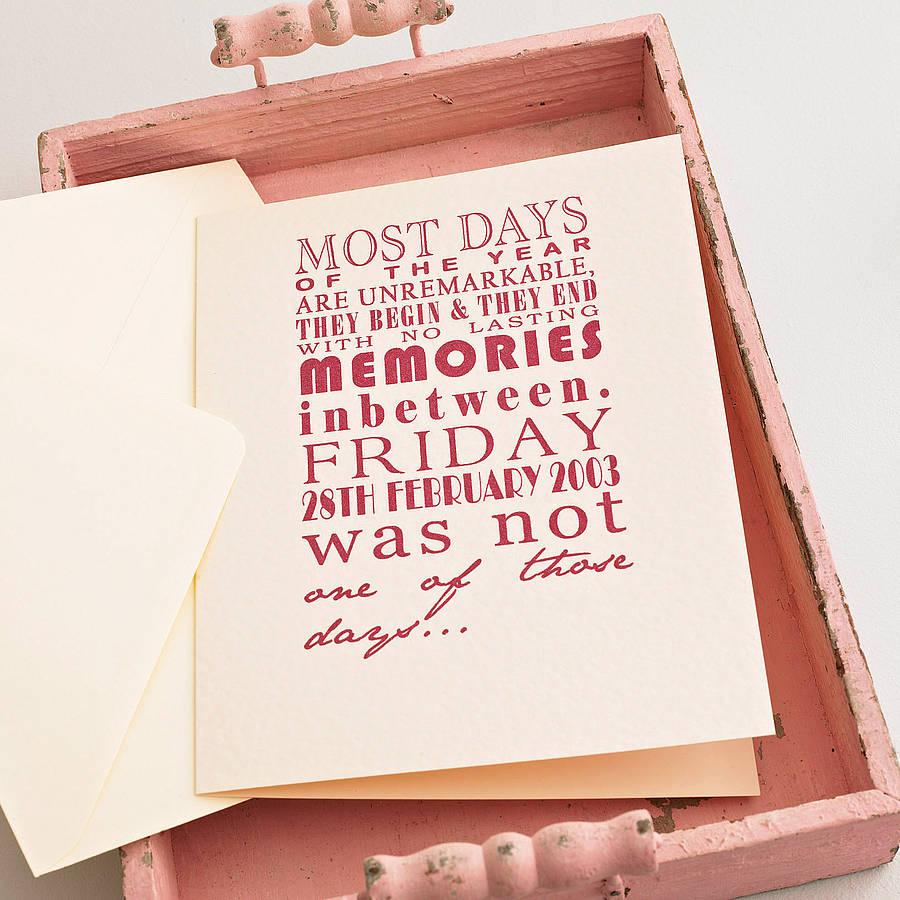 MOST DAYS
OF THE YEAR
ARE UNREMARKABLE,
THEY BEGIN & THEY END
WITH NO LASTING
MEMORIES
inbetween.
FRIDAY
28TH FEBRUARY 2003
was not
one of those
days...